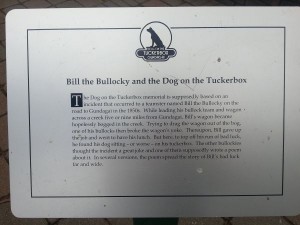 TUCKERBOX
Bill the Bullocky and the Dog on the Tuckerbox
The Dog on the Tuckerbox memorial is supposedly based on an
incident that occurred to a teamster named Bill the Bullocky on the
road to Gundagai in the 1850s. While leading his bullock team and wagon
across a creek five or nine miles from Gundagai, Bill's wagon became
hopelessly bogged in the creek. Trying to drag the wagon out of the bog,
one of his bullocks then broke the wagon's yoke. Thereupon, Bill gave up
the job and went to have his lunch. But here, to top off his run of bad luck,
he found his dog sitting - or worse - on his tuckerbox. The other bullockies
thought the incident a great joke and one of them supposedly wrote a poem
about it. In several versions, the poem spread the story of Bill's bad luck
far and wide.